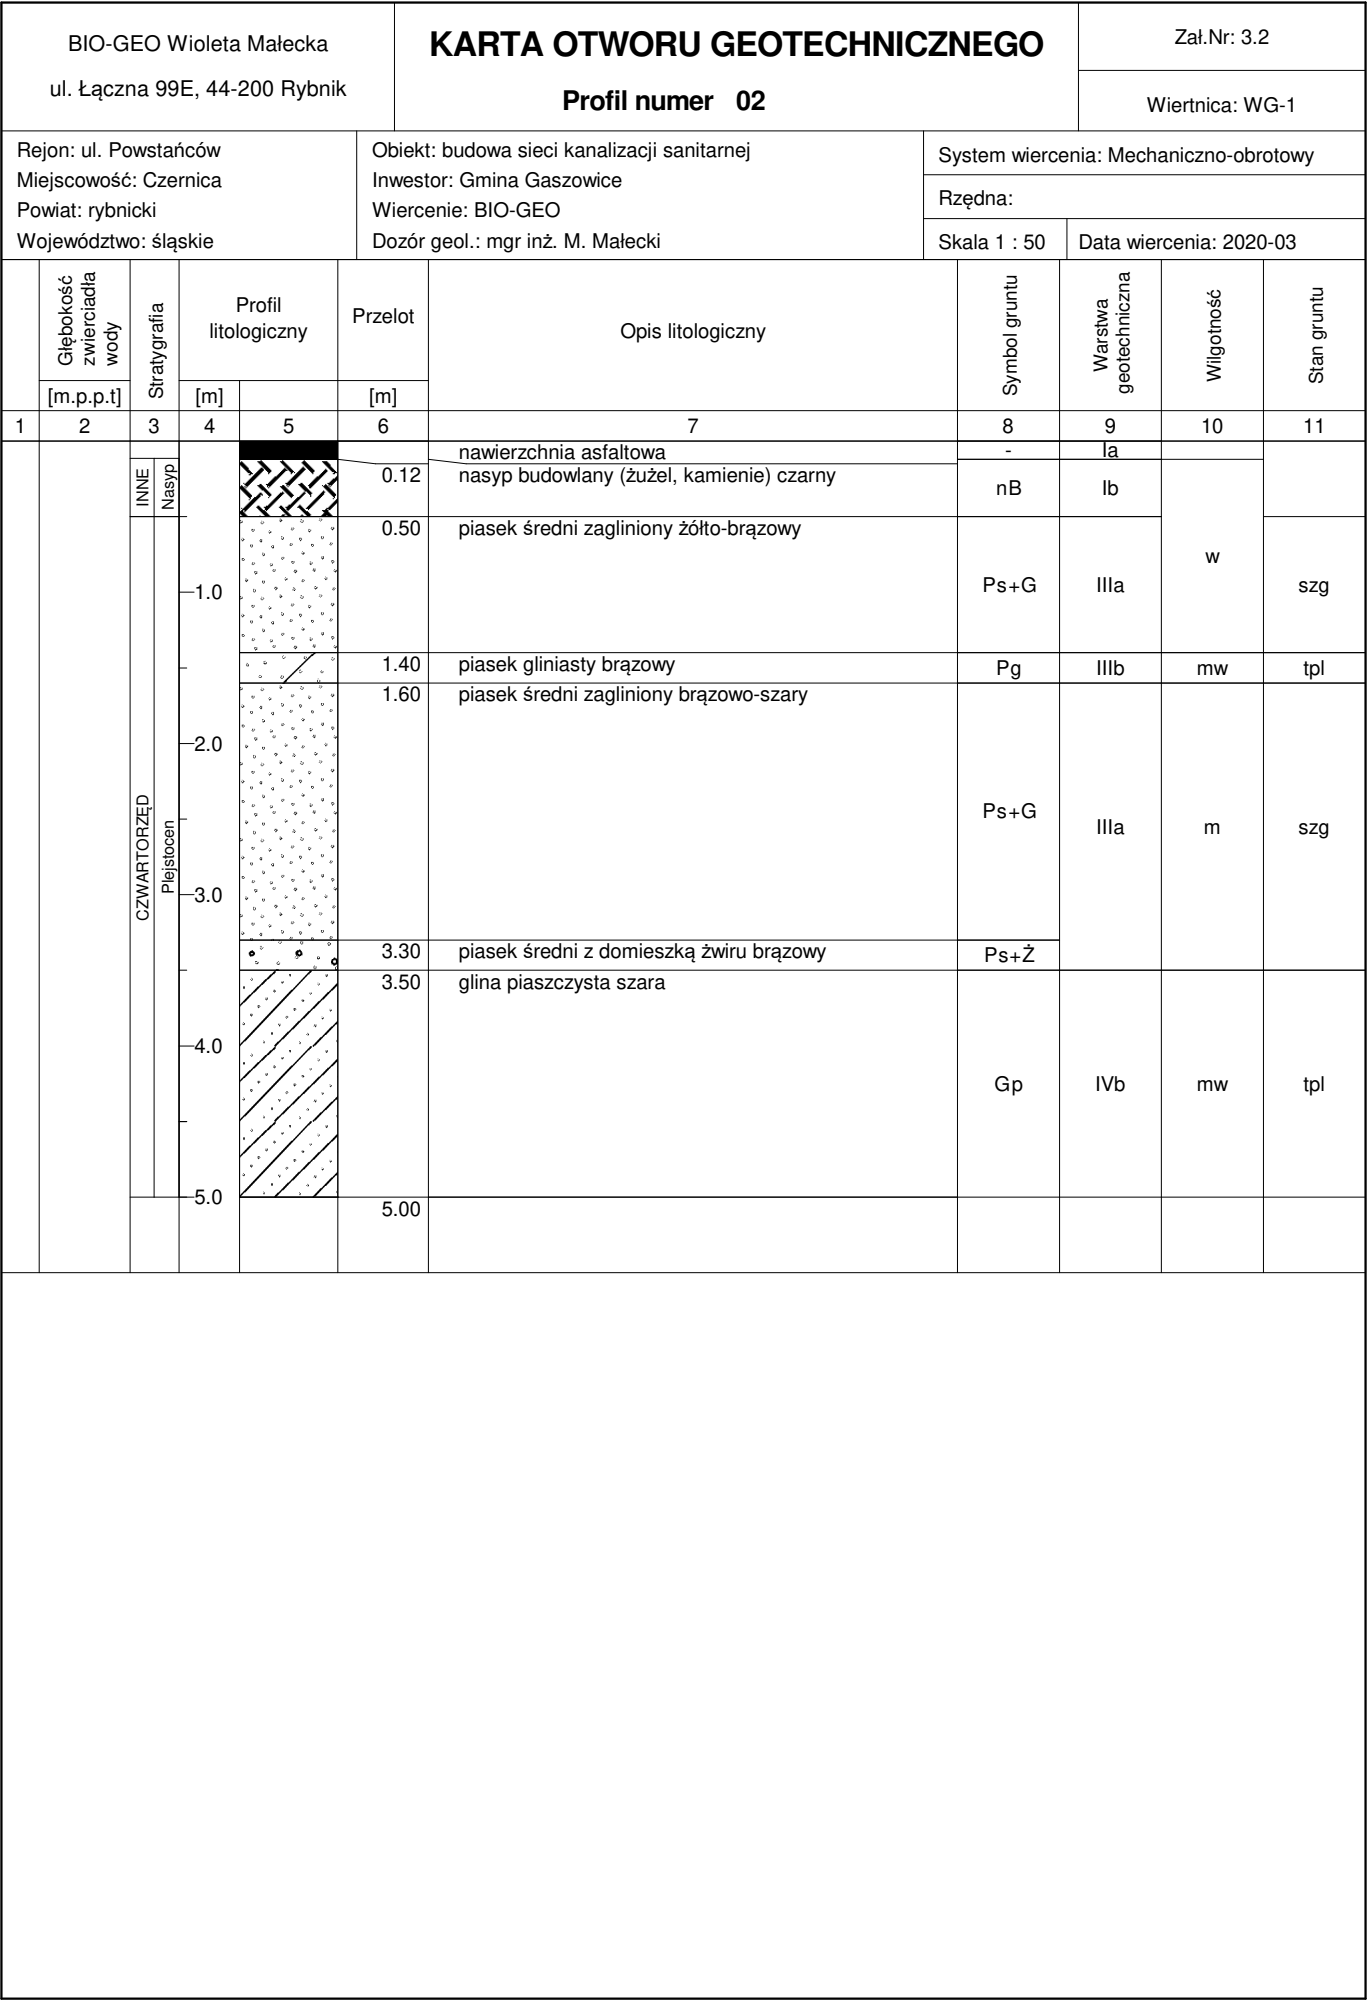 BIO-GEO Wioleta Małecka
ul. Łączna 99E, 44-200 Rybnik
KARTA OTWORU GEOTECHNICZNEGO
Profil numer 02
Zał.Nr: 3.2
Wiertnica: WG-1
Rejon: ul. Powstańców
Miejscowość: Czernica
Powiat: rybnicki
Województwo: śląskie
Obiekt: budowa sieci kanalizacji sanitarnej
Inwestor: Gmina Gaszowice
Wiercenie: BIO-GEO
Dozór geol.: mgr inż. M. Małecki
System wiercenia: Mechaniczno-obrotowy
Rzędna:
Skala 1 : 50
Data wiercenia: 2020-03
Głębokość
zwierciadła
wody
[m.p.p.t]
Stratygrafia
Profil
litologiczny
[m]
Przelot
[m]
Opis litologiczny
Symbol gruntu
Warstwa
geotechniczna
Wilgotność
Stan gruntu
1 2 3 4 5 6 7 8 9 10 11
nawierzchnia asfaltowa - Ia
INNE
Nasyp
0.12 nasyp budowlany (żużel, kamienie) czarny
nB Ib
0.50 piasek średni zagliniony żółto-brązowy
w
1.0 Ps+G IIIa szg
1.40 piasek gliniasty brązowy Pg IIIb mw tpl
1.60 piasek średni zagliniony brązowo-szary
2.0
Ps+G
IIIa m szg
CZWARTORZĘD
Plejstocen
3.0
3.30 piasek średni z domieszką żwiru brązowy Ps+Ż
3.50 glina piaszczysta szara
4.0
Gp IVb mw tpl
5.0
5.00